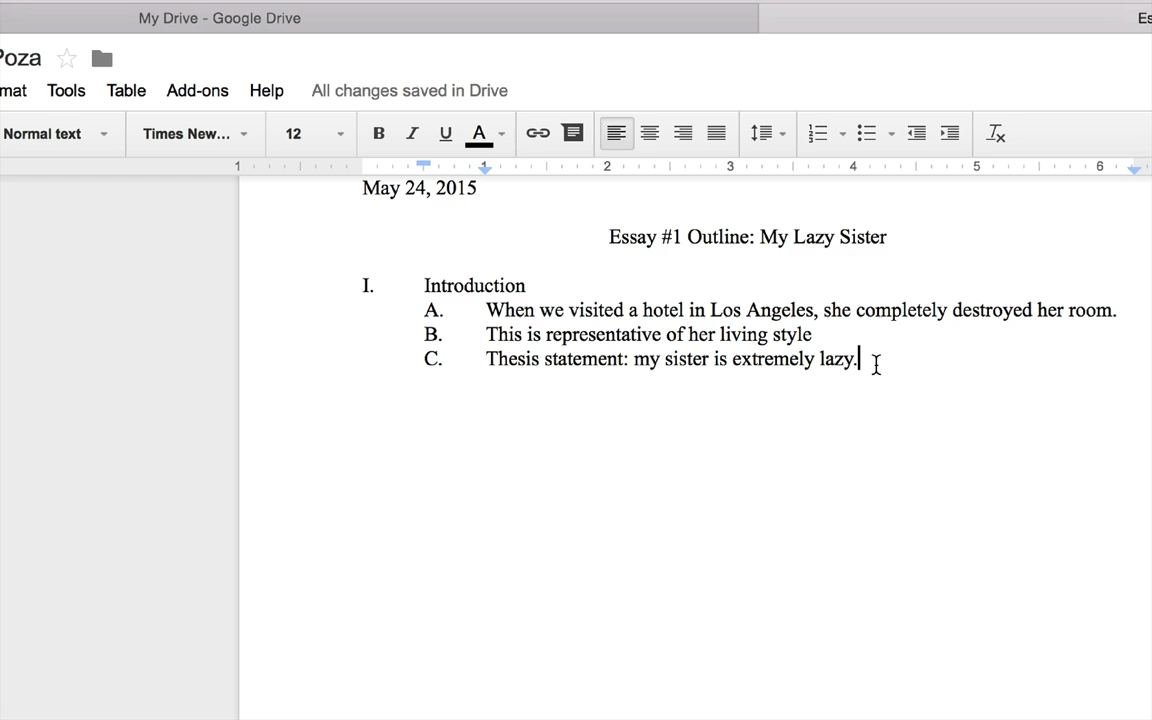 My Drive - Google Drive Es
Poza
mat Tools Table Add-ons Help All changes saved in Drive
Normal text Times New... 12 B I U A
1 1 2 3 4 5 6
May 24, 2015
Essay #1 Outline: My Lazy Sister
I. Introduction
A. When we visited a hotel in Los Angeles, she completely destroyed her room.
B. This is representative of her living style
C. Thesis statement: my sister is extremely lazy.